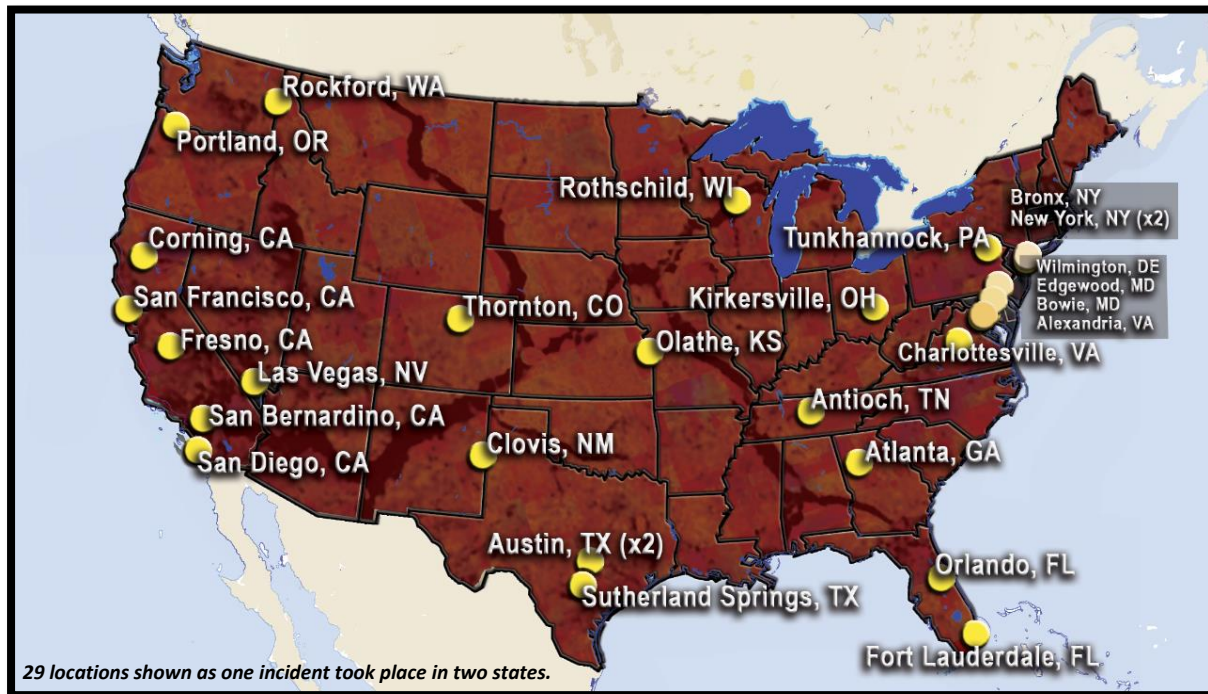 Rockford, WA
Portland, OR
Rothschild, WI
Bronx, NY
New York, NY (x2)
Corning, CA
Tunkhannock, PA
Wilmington, DE
Edgewood, MD
Bowie, MD
Alexandria, VA
San Francisco, CA
Thornton, CO
Kirkersville, OH
Fresno, CA
Olathe, KS
Charlottesville, VA
Las Vegas, NV
San Bernardino, CA
Antioch, TN
Clovis, NM
San Diego, CA
Atlanta, GA
Austin, TX (x2)
Orlando, FL
Sutherland Springs, TX
Fort Lauderdale, FL
29 locations shown as one incident took place in two states.